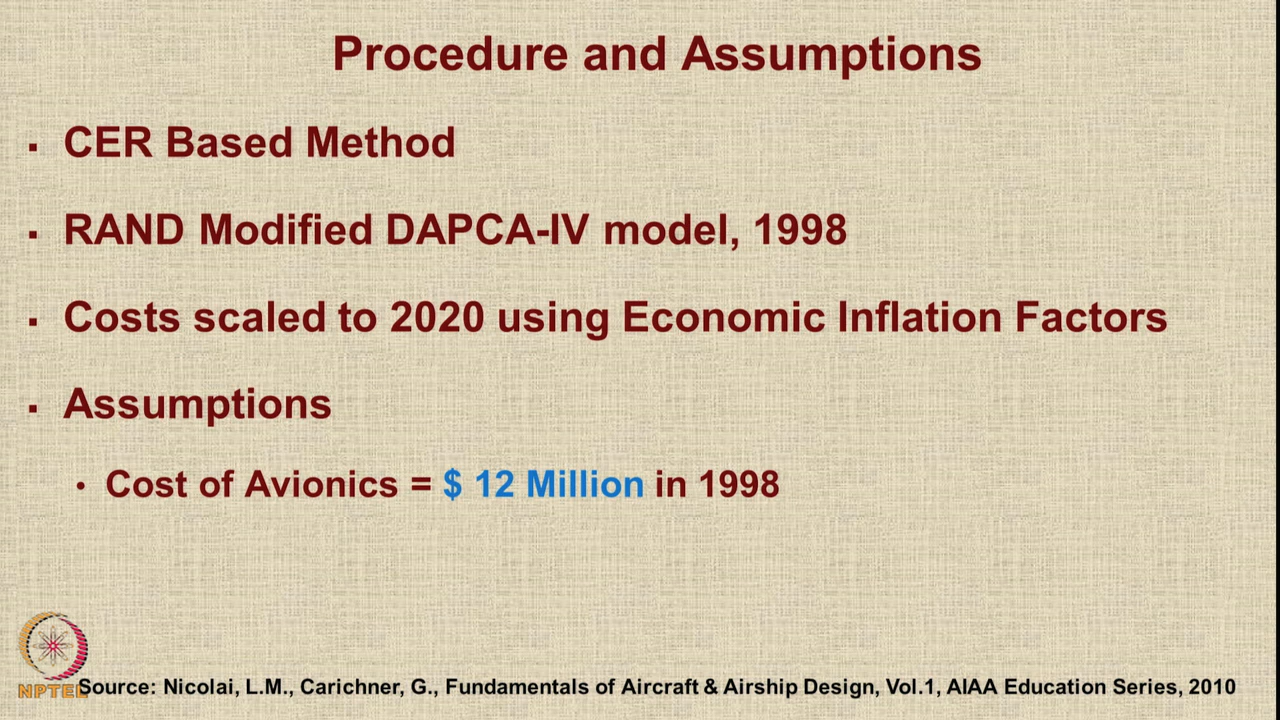 Procedure and Assumptions
▪ CER Based Method
▪ RAND Modified DAPCA-IV model, 1998
▪ Costs scaled to 2020 using Economic Inflation Factors
▪ Assumptions
• Cost of Avionics = $ 12 Million in 1998
NPTEL
Source: Nicolai, L.M., Carichner, G., Fundamentals of Aircraft & Airship Design, Vol.1, AIAA Education Series, 2010